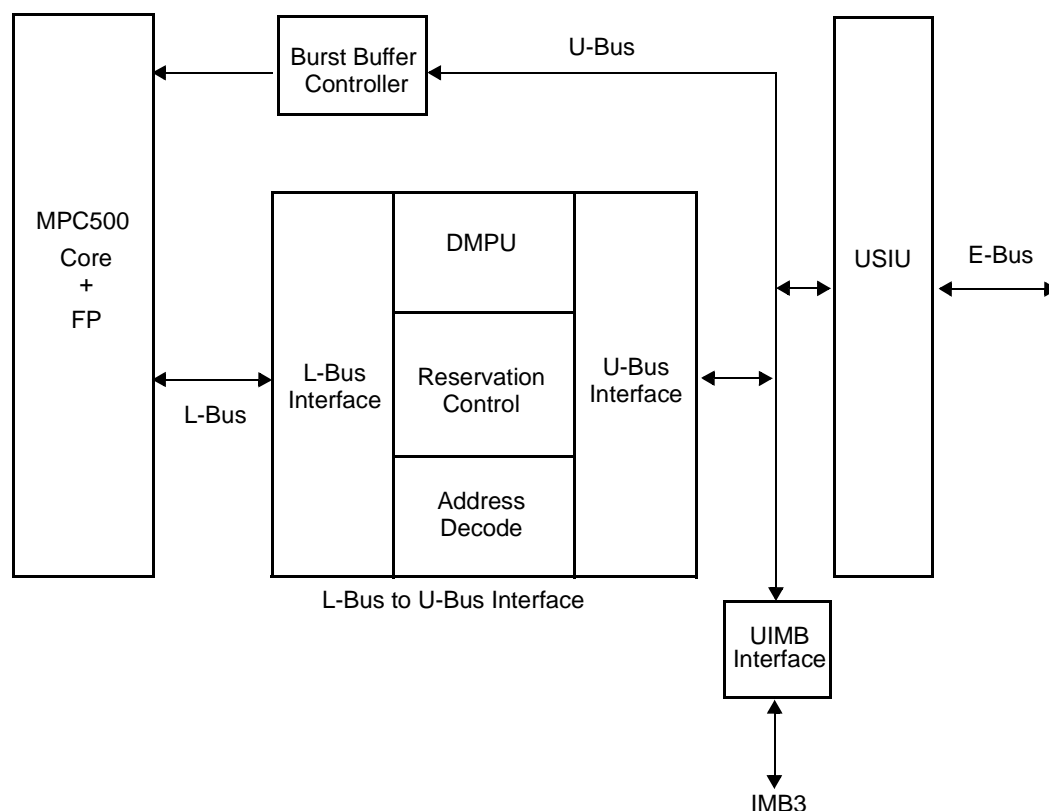 Burst Buffer
Controller
U-Bus
MPC500
Core
+
FP
DMPU
USIU
E-Bus
L-Bus
Interface
Reservation
Control
U-Bus
Interface
L-Bus
Address
Decode
L-Bus to U-Bus Interface
UIMB
Interface
IMB3